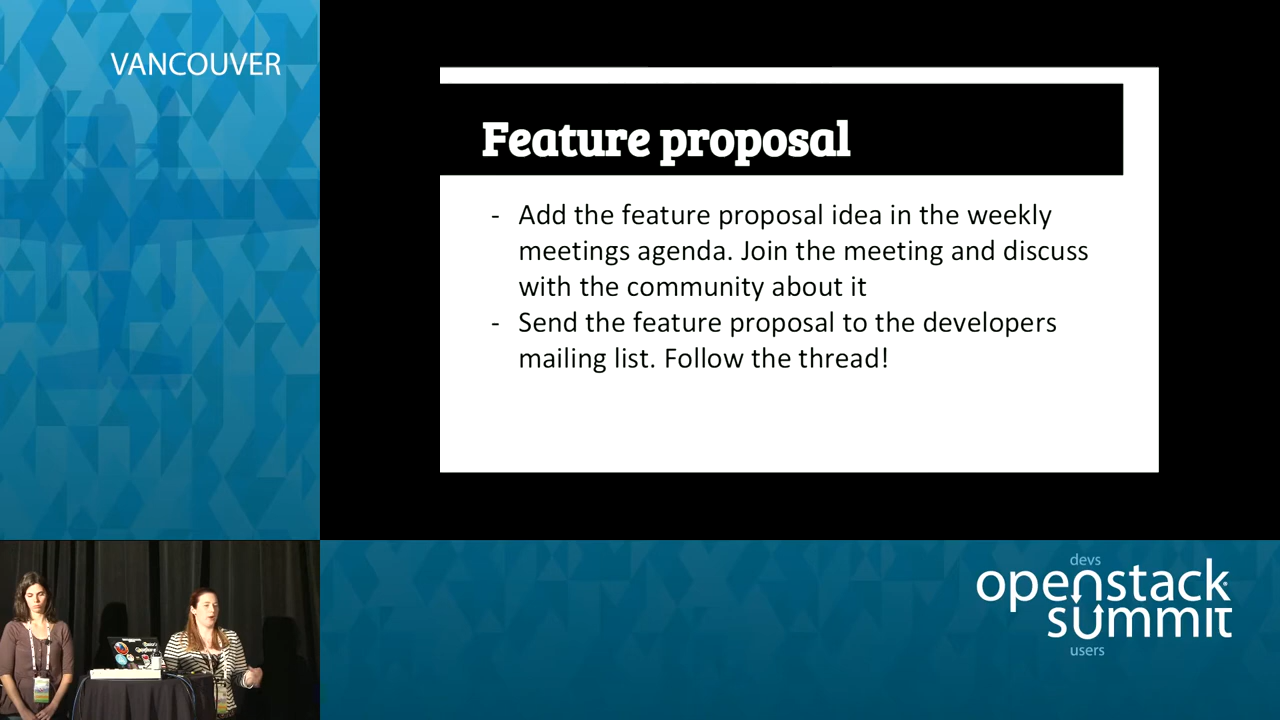 VANCOUVER
Feature proposal
- Add the feature proposal idea in the weekly
meetings agenda. Join the meeting and discuss
with the community about it
- Send the feature proposal to the developers
mailing list. Follow the thread!
devs
openstack
summit
users